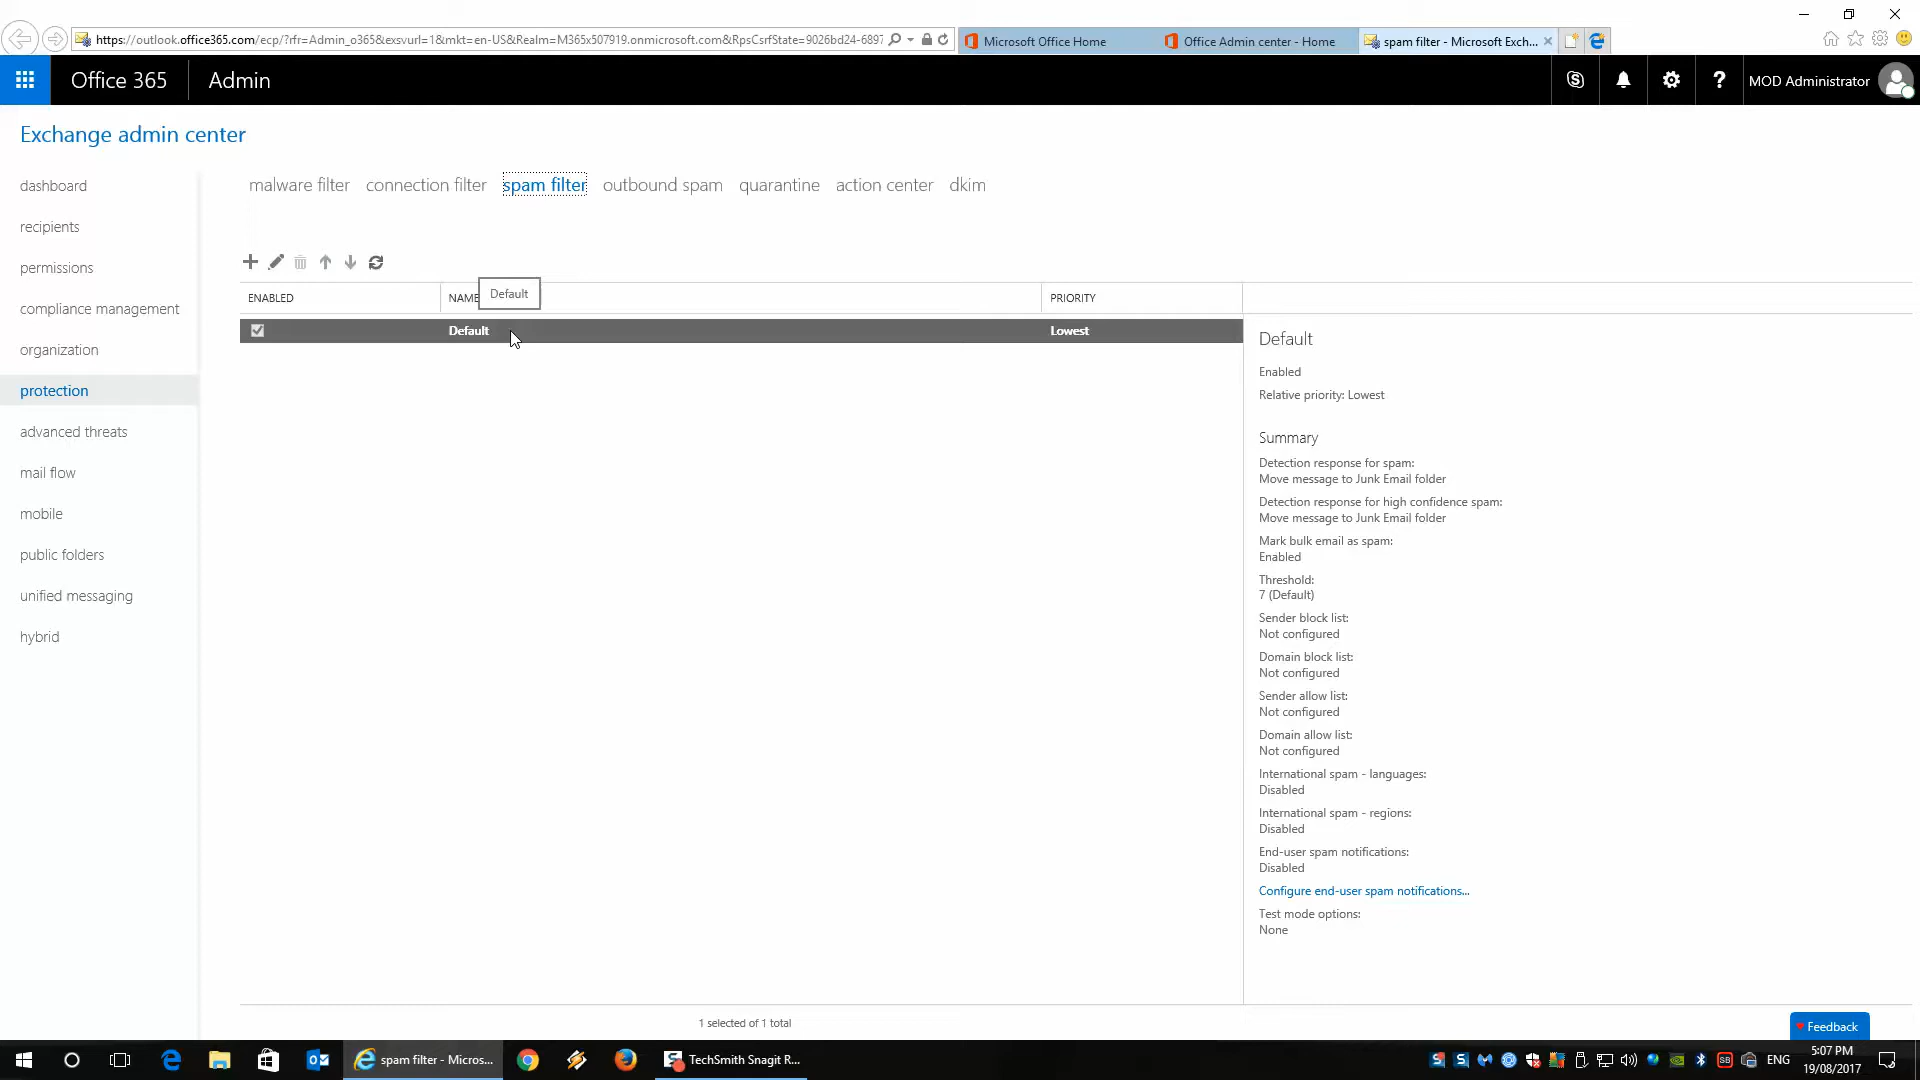 https://outlook.office365.com/ecp/?rfr=Admin_o365&exsvurl=1&mkt=en-US&Realm=M365x507919.onmicrosoft.com&RpsCsrfState=9026bd24-6897
Microsoft Office Home
Office Admin center - Home
spam filter - Microsoft Exch...
Office 365
Admin
MOD Administrator
Exchange admin center
dashboard
recipients
permissions
compliance management
organization
protection
advanced threats
mail flow
mobile
public folders
unified messaging
hybrid
malware filter
connection filter
spam filter
outbound spam
quarantine
action center
dkim
ENABLED
NAME
Default
PRIORITY
Default
Lowest
Default
Enabled
Relative priority: Lowest
Summary
Detection response for spam:
Move message to Junk Email folder
Detection response for high confidence spam:
Move message to Junk Email folder
Mark bulk email as spam:
Enabled
Threshold:
7 (Default)
Sender block list:
Not configured
Domain block list:
Not configured
Sender allow list:
Not configured
Domain allow list:
Not configured
International spam - languages:
Disabled
International spam - regions:
Disabled
End-user spam notifications:
Disabled
Configure end-user spam notifications...
Test mode options:
None
1 selected of 1 total
Feedback
spam filter - Micros...
TechSmith Snagit R...
ENG
5:07 PM
19/08/2017